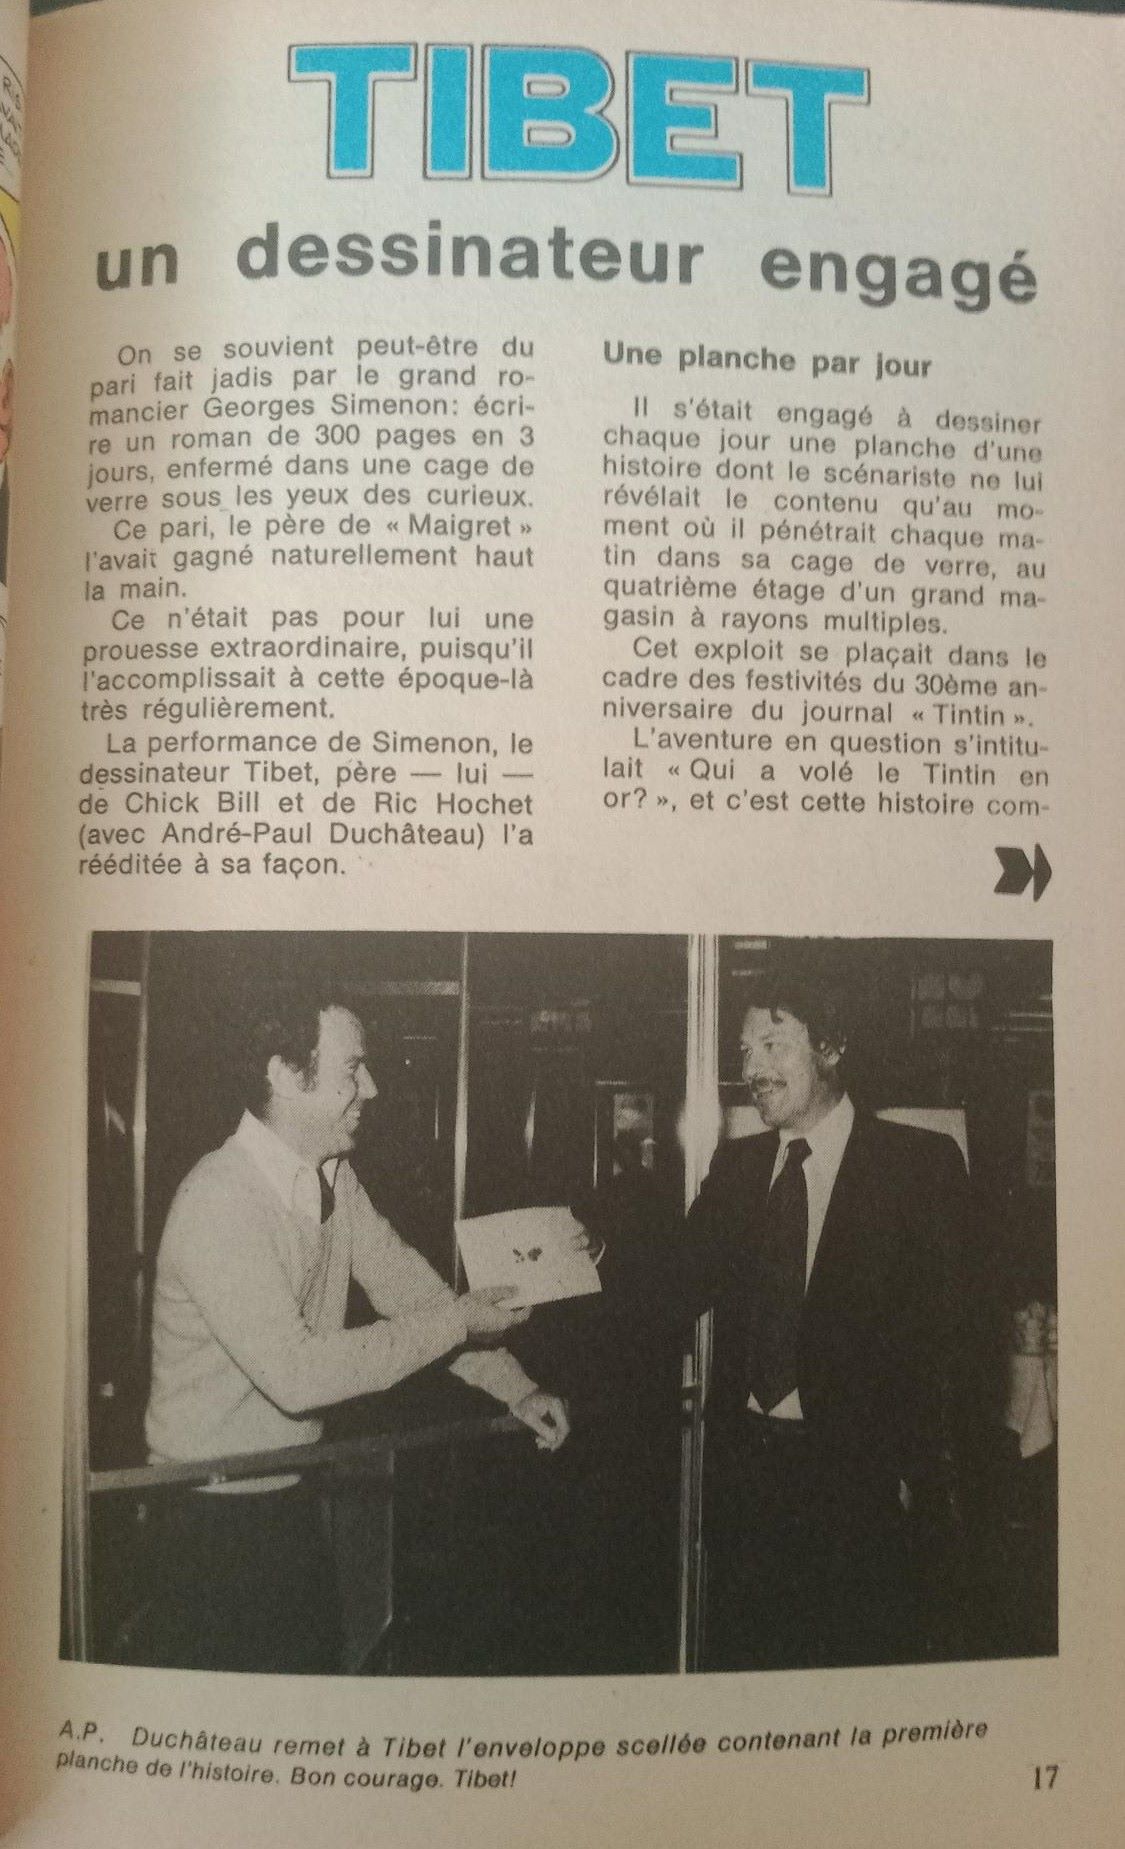 TIBET
un dessinateur engagé
On se souvient peut-être du
pari fait jadis par le grand ro-
mancier Georges Simenon: écri-
re un roman de 300 pages en 3
jours, enfermé dans une cage de
verre sous les yeux des curieux.
Ce pari, le père de « Maigret »
l'avait gagné naturellement haut
la main.
Ce n'était pas pour lui une
prouesse extraordinaire, puisqu'il
l'accomplissait à cette époque-là
très régulièrement.
La performance de Simenon, le
dessinateur Tibet, père — lui —
de Chick Bill et de Ric Hochet
(avec André-Paul Duchâteau) l'a
rééditée à sa façon.
Une planche par jour
Il s'était engagé à dessiner
chaque jour une planche d'une
histoire dont le scénariste ne lui
révélait le contenu qu'au mo-
ment où il pénétrait chaque ma-
tin dans sa cage de verre, au
quatrième étage d'un grand ma-
gasin à rayons multiples.
Cet exploit se plaçait dans le
cadre des festivités du 30ème an-
niversaire du journal « Tintin ».
L'aventure en question s'intitu-
lait « Qui a volé le Tintin en
or? », et c'est cette histoire com-
A.P. Duchâteau remet à Tibet l'enveloppe scellée contenant la première
planche de l'histoire. Bon courage. Tibet!
17